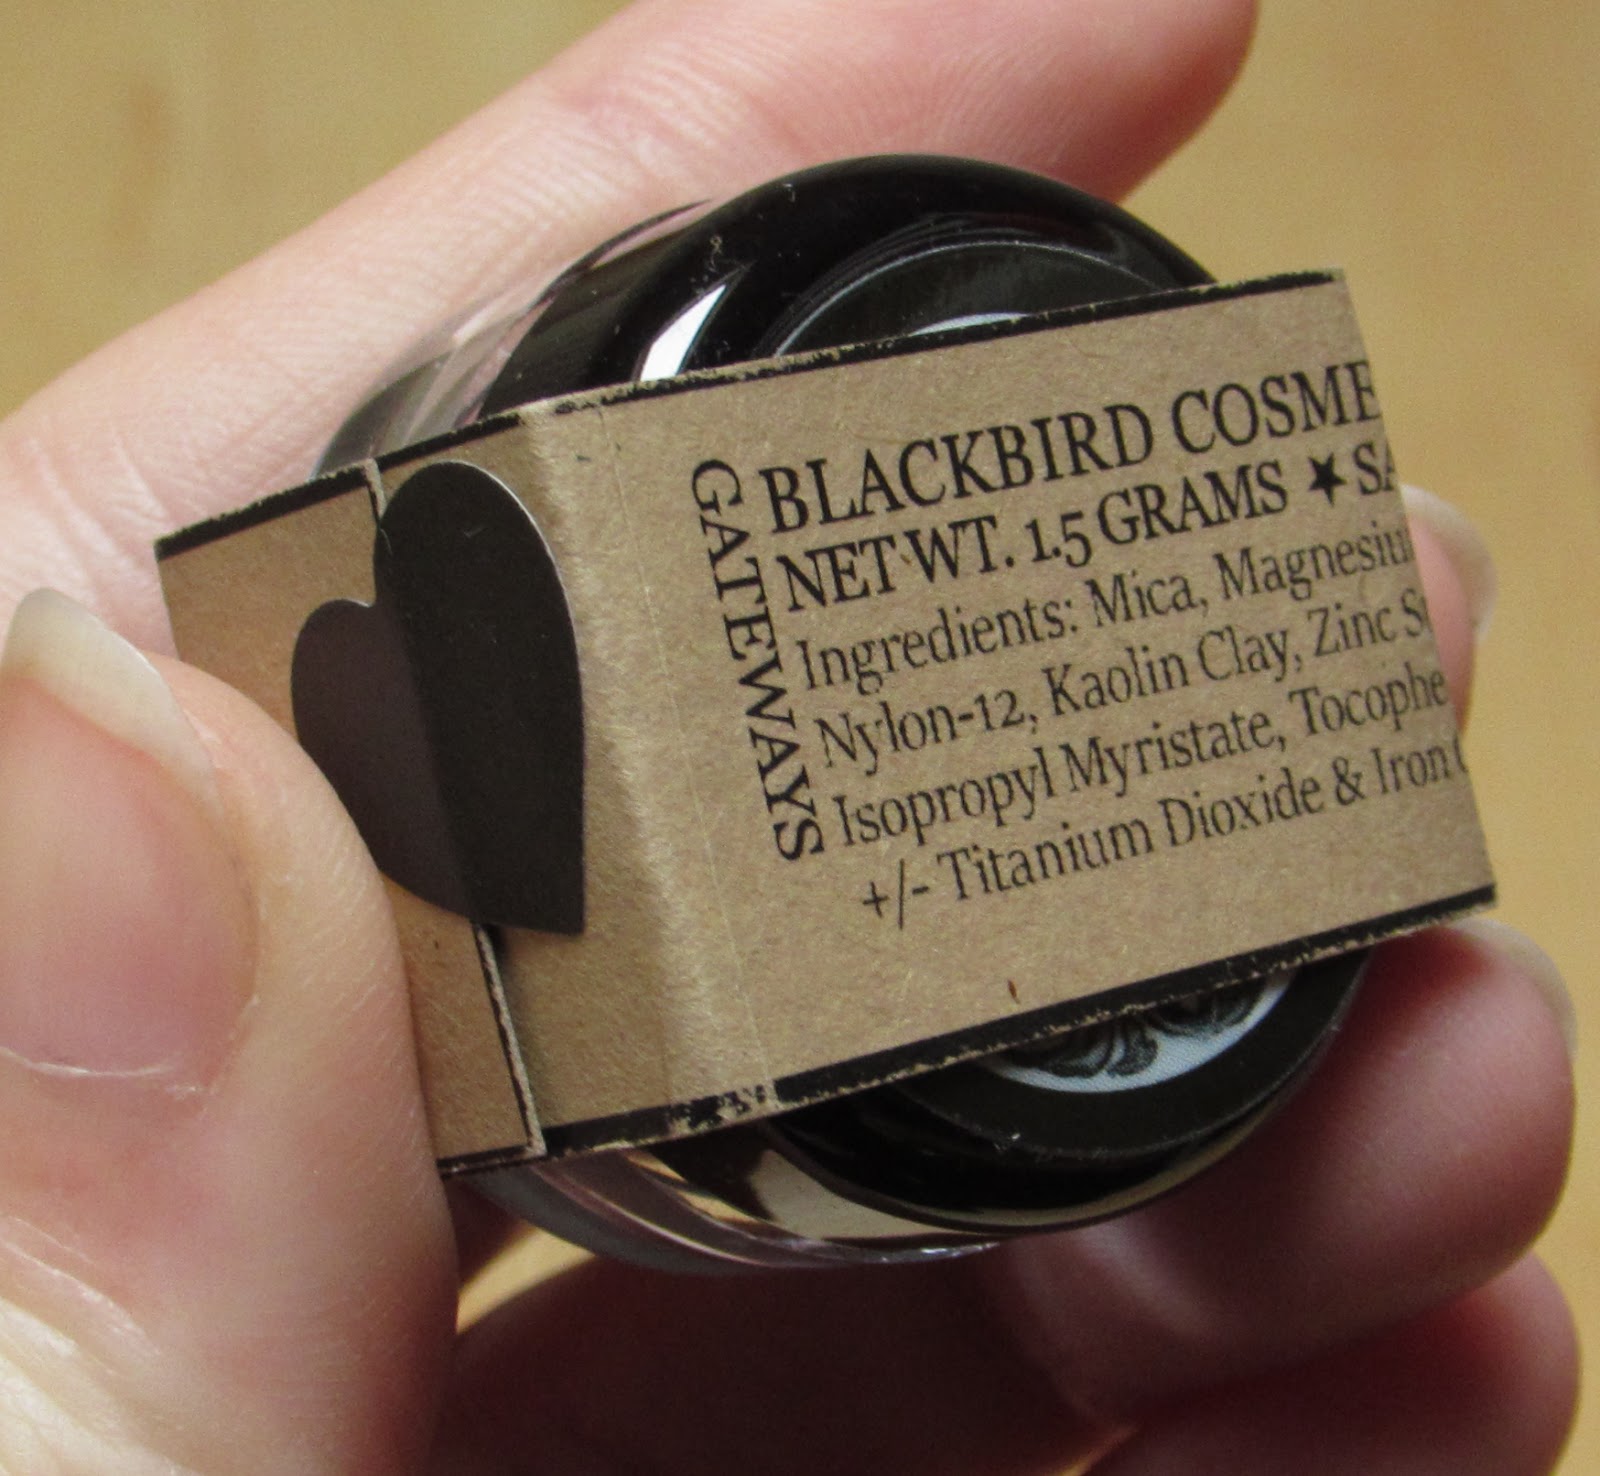 GATEWAYS
BLACKBIRD COSME
NET WT. 1.5 GRAMS ★ SA
Ingredients: Mica, Magnesiu
Nylon-12, Kaolin Clay, Zinc S
Isopropyl Myristate, Tocophe
+/- Titanium Dioxide & Iron